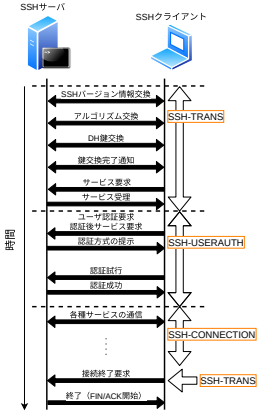 SSHサーバ
SSHクライアント
SSHバージョン情報交換
アルゴリズム交換
SSH-TRANS
DH鍵交換
鍵交換完了通知
サービス要求
サービス受理
ユーザ認証要求
認証後サービス要求
認証方式の提示
SSH-USERAUTH
時間
認証試行
認証成功
各種サービスの通信
SSH-CONNECTION
接続終了要求
SSH-TRANS
終了（FIN/ACK開始）